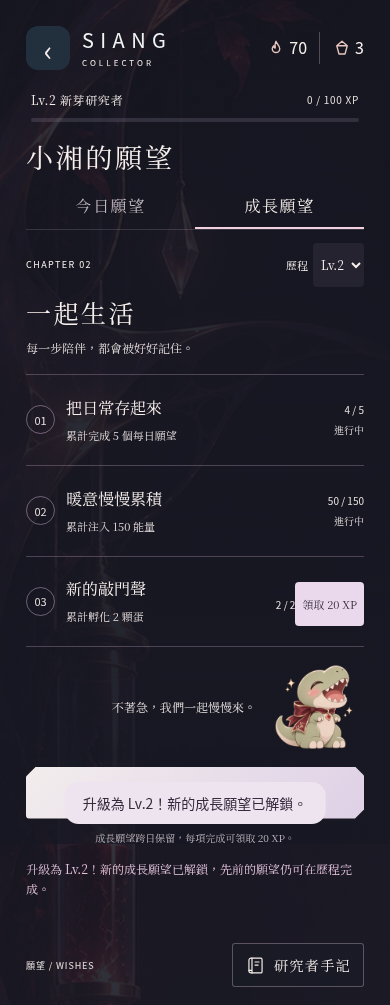 ‹ SIANG 70 3
COLLECTOR
Lv.2 新芽研究者 0 / 100 XP
小湘的願望
今日願望 成長願望
CHAPTER 02 歷程 Lv.2
一起生活
每一步陪伴，都會被好好記住。
01 把日常存起來 4 / 5
累計完成 5 個每日願望 進行中
02 暖意慢慢累積 50 / 150
累計注入 150 能量 進行中
03 新的敲門聲 2 / 2 領取 20 XP
累計孵化 2 顆蛋
不著急，我們一起慢慢來。
升級為 Lv.2！新的成長願望已解鎖。
成長願望跨日保留，每項完成可領取 20 XP。
升級為 Lv.2！新的成長願望已解鎖，先前的願望仍可在歷程完
成。
願望 / WISHES 研究者手記